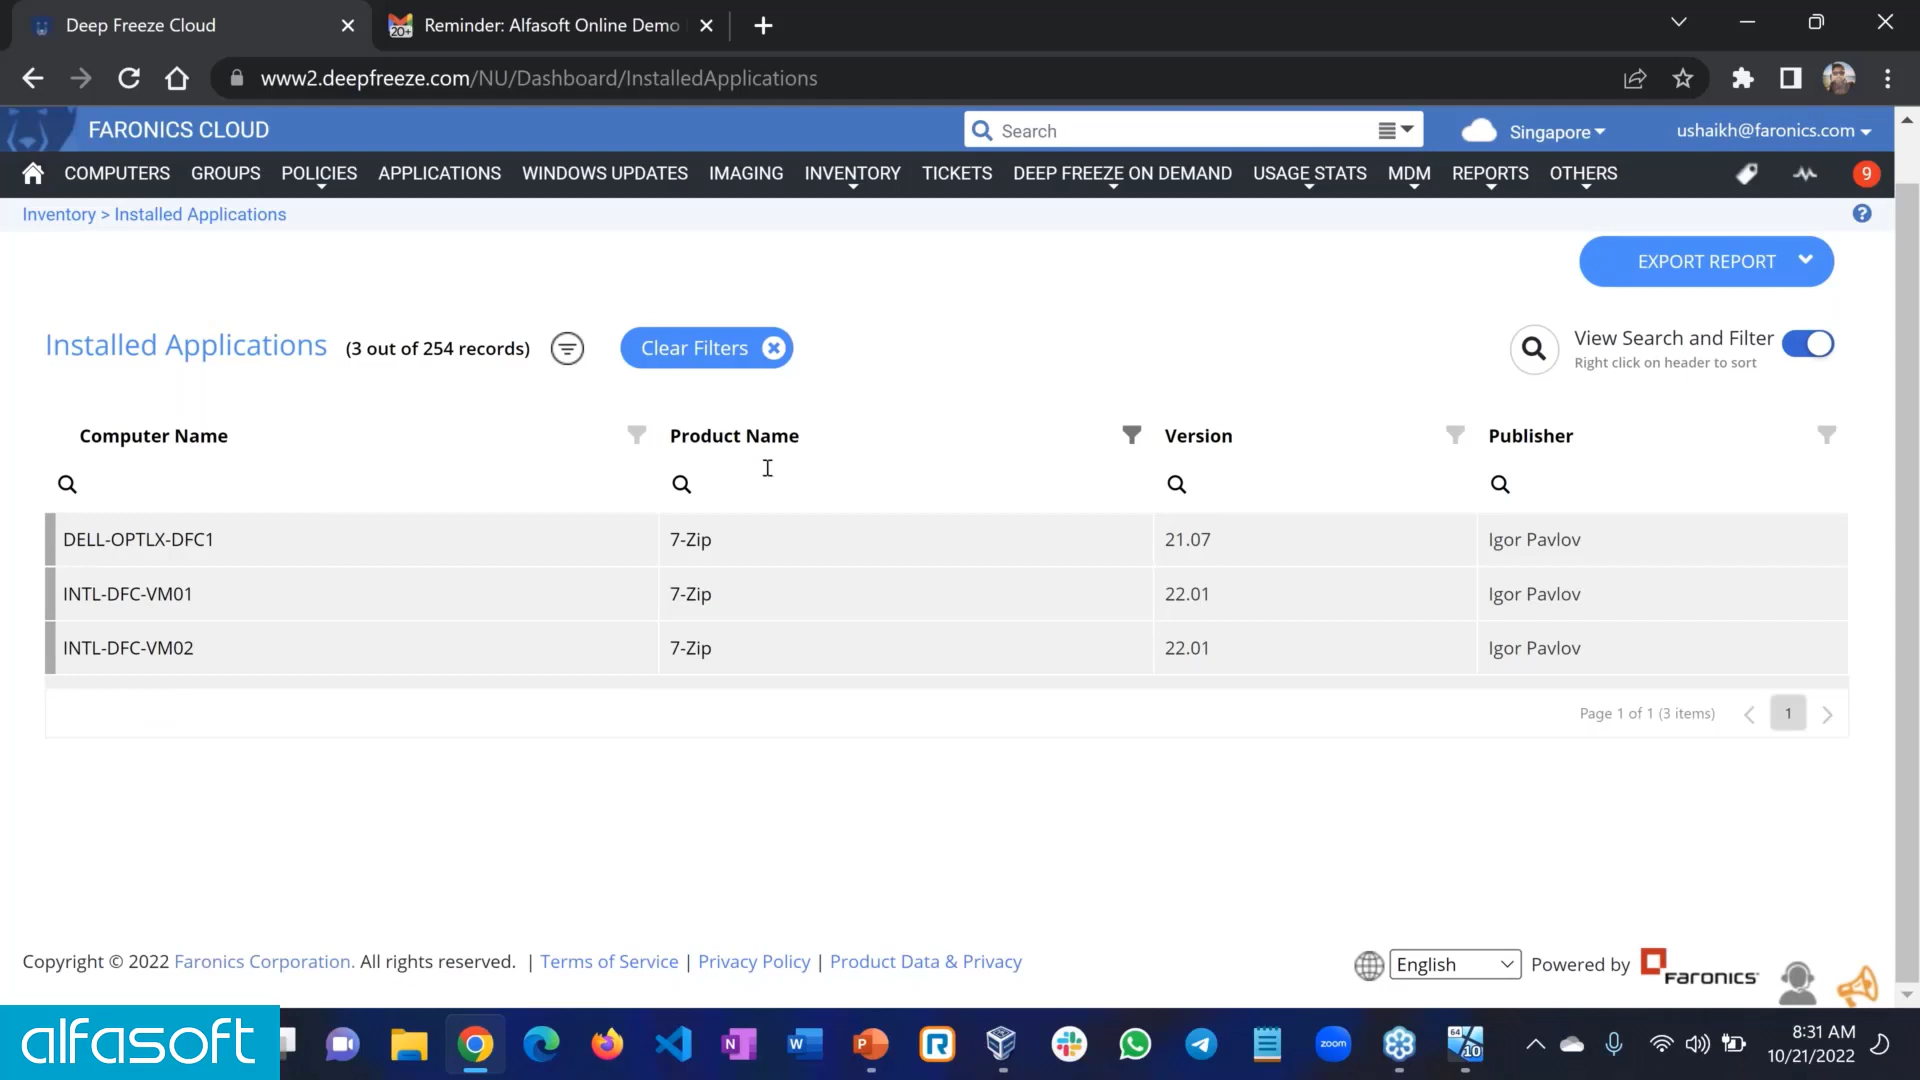 Deep Freeze Cloud
20+
Reminder: Alfasoft Online Demo
www2.deepfreeze.com/NU/Dashboard/InstalledApplications
FARONICS CLOUD
Search
Singapore
ushaikh@faronics.com
COMPUTERS GROUPS POLICIES APPLICATIONS WINDOWS UPDATES IMAGING INVENTORY TICKETS DEEP FREEZE ON DEMAND USAGE STATS MDM REPORTS OTHERS
9
Inventory > Installed Applications
?
EXPORT REPORT
Installed Applications (3 out of 254 records)
Clear Filters
View Search and Filter
Right click on header to sort
Computer Name Product Name Version Publisher
DELL-OPTLX-DFC1 7-Zip 21.07 Igor Pavlov
INTL-DFC-VM01 7-Zip 22.01 Igor Pavlov
INTL-DFC-VM02 7-Zip 22.01 Igor Pavlov
Page 1 of 1 (3 items)
1
Copyright © 2022 Faronics Corporation. All rights reserved. | Terms of Service | Privacy Policy | Product Data & Privacy
English
Powered by
Faronics
alfasoft
N
W
P
R
zoom
64
10
8:31 AM
10/21/2022